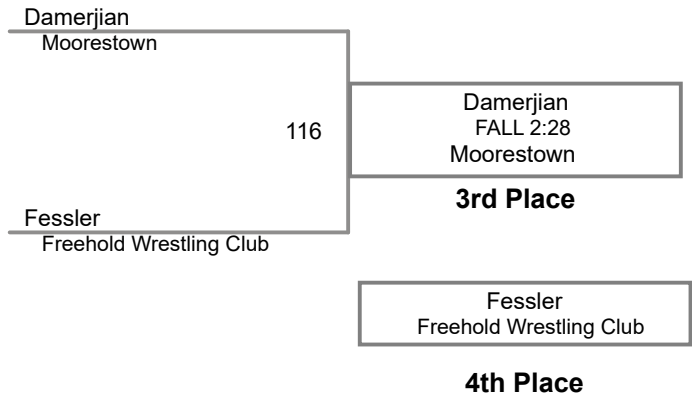 Damerjian
Moorestown
116
Damerjian
FALL 2:28
Moorestown
3rd Place
Fessler
Freehold Wrestling Club
Fessler
Freehold Wrestling Club
4th Place